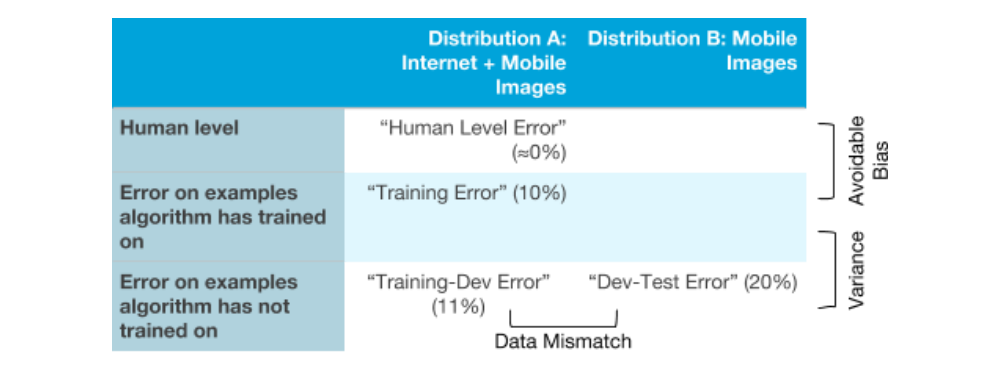 Distribution A:
Internet + Mobile
Images
Distribution B: Mobile
Images
Human level
“Human Level Error”
(≈0%)
Error on examples
algorithm has trained
on
“Training Error” (10%)
Error on examples
algorithm has not
trained on
“Training-Dev Error”
(11%)
“Dev-Test Error” (20%)
Data Mismatch
Avoidable
Bias
Variance